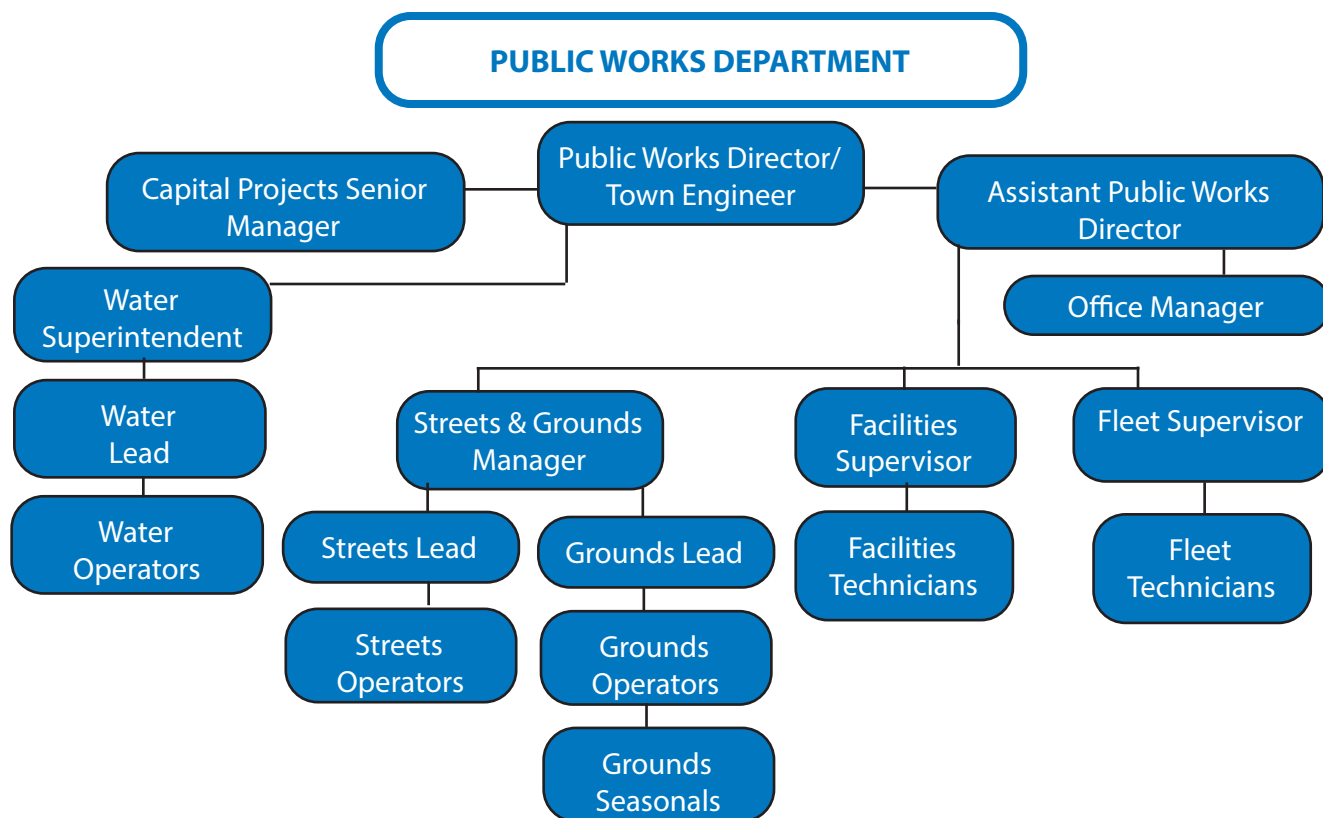 PUBLIC WORKS DEPARTMENT
Public Works Director/
Town Engineer
Capital Projects Senior
Manager
Assistant Public Works
Director
Office Manager
Water
Superintendent
Water
Lead
Water
Operators
Streets & Grounds
Manager
Facilities
Supervisor
Fleet Supervisor
Streets Lead
Grounds Lead
Facilities
Technicians
Fleet
Technicians
Streets
Operators
Grounds
Operators
Grounds
Seasonals